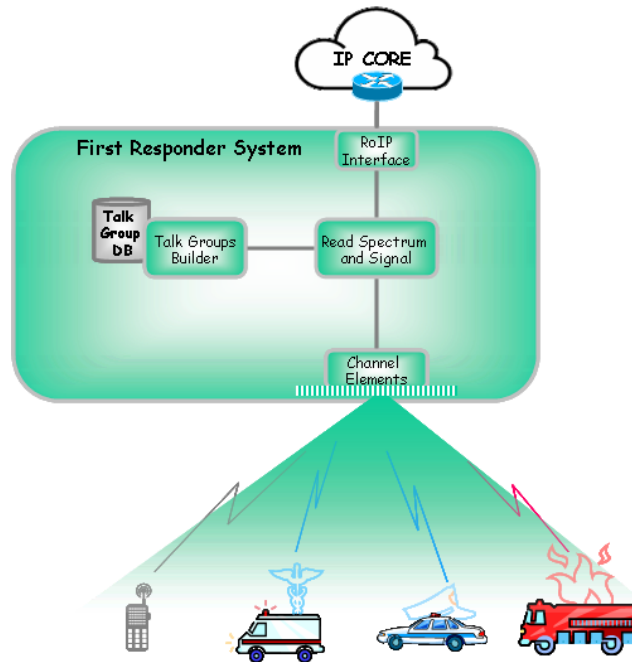 IP CORE
First Responder System
RoIP
Interface
Talk
Group
DB
Talk Groups
Builder
Read Spectrum
and Signal
Channel
Elements